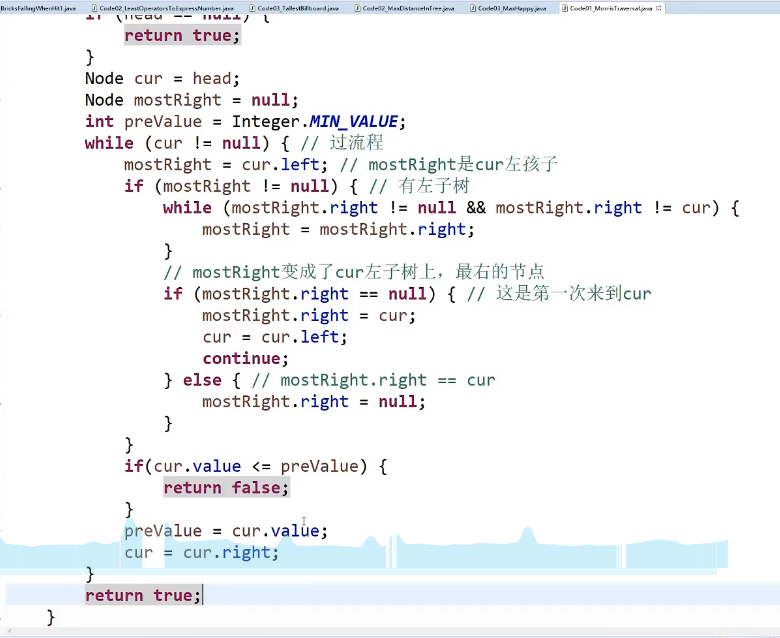 BricksFallingWhenHit1.java Code02_LeastOperatorsToExpressNumber.java Code03_TallestBillboard.java Code02_MaxDistanceInTree.java Code03_MaxHappy.java Code01_MorrisTraversal.java
if (head == null) {
return true;
}
Node cur = head;
Node mostRight = null;
int preValue = Integer.MIN_VALUE;
while (cur != null) { // 过流程
mostRight = cur.left; // mostRight是cur左孩子
if (mostRight != null) { // 有左子树
while (mostRight.right != null && mostRight.right != cur) {
mostRight = mostRight.right;
}
// mostRight变成了cur左子树上，最右的节点
if (mostRight.right == null) { // 这是第一次来到cur
mostRight.right = cur;
cur = cur.left;
continue;
} else { // mostRight.right == cur
mostRight.right = null;
}
}
if(cur.value <= preValue) {
return false;
}
preValue = cur.value;
cur = cur.right;
}
return true;
}